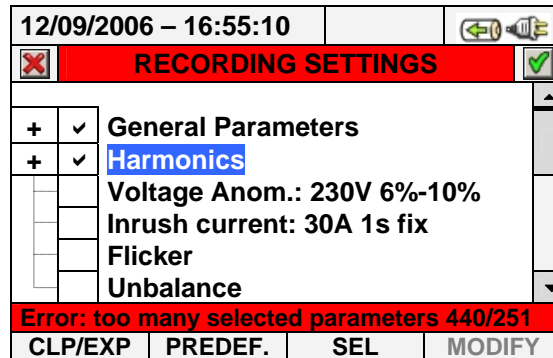 12/09/2006 – 16:55:10
RECORDING SETTINGS
+ General Parameters
+ Harmonics
Voltage Anom.: 230V 6%-10%
Inrush current: 30A 1s fix
Flicker
Unbalance
Error: too many selected parameters 440/251
CLP/EXP PREDEF. SEL MODIFY